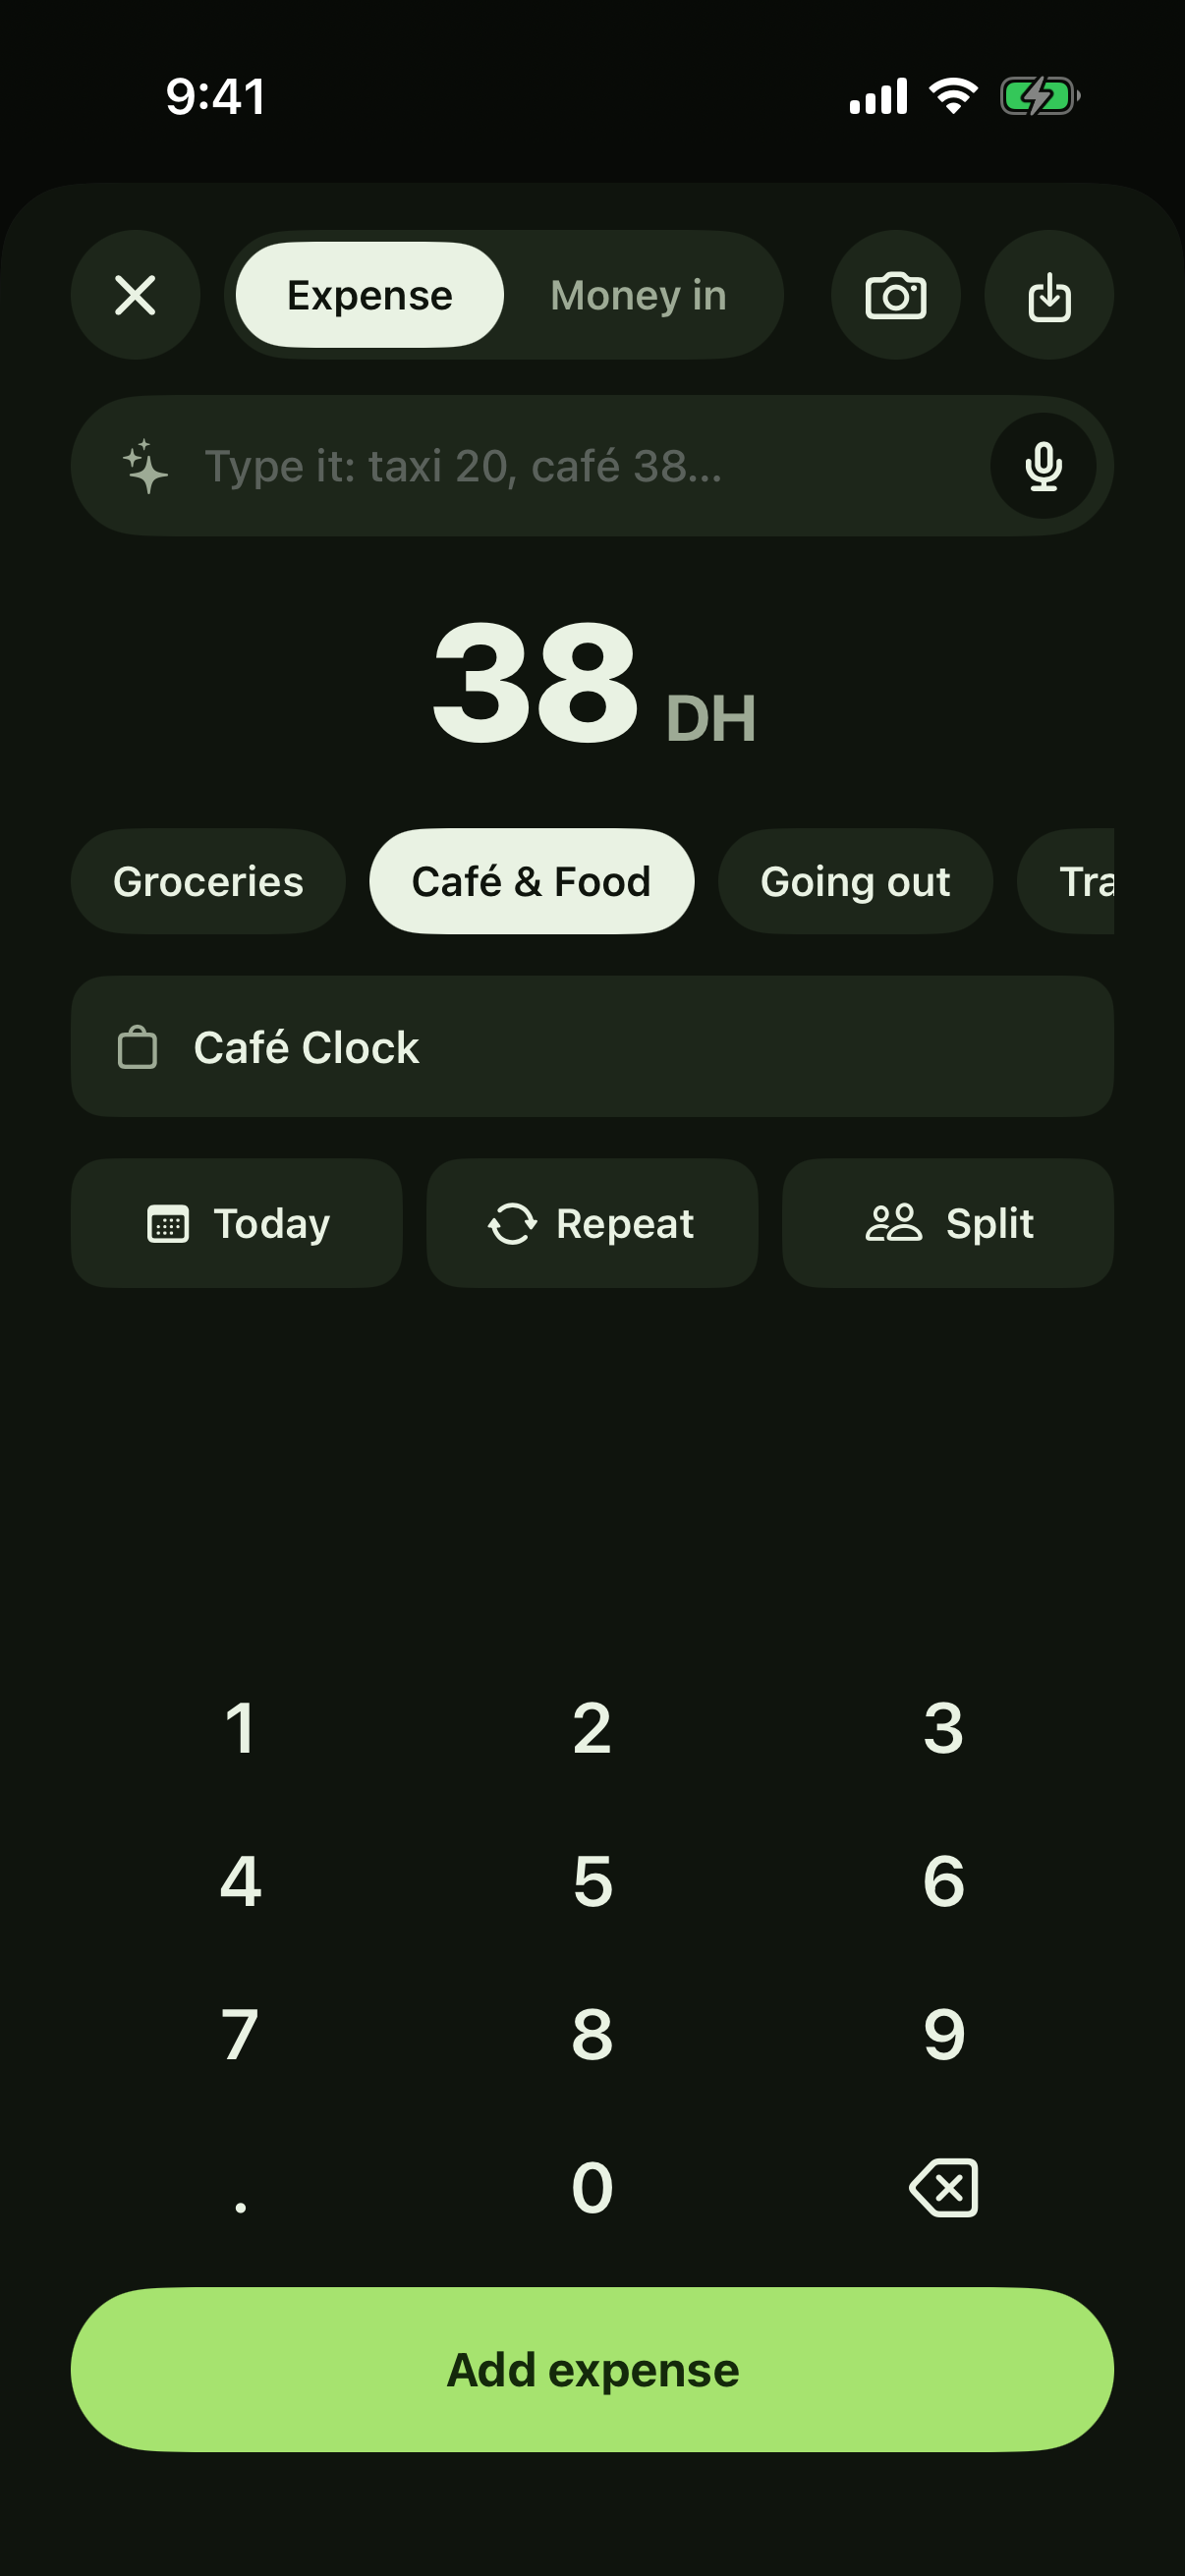 9:41
Expense Money in
Type it: taxi 20, café 38...
38 DH
Groceries Café & Food Going out Tra
Café Clock
Today Repeat Split
1 2 3
4 5 6
7 8 9
. 0
Add expense